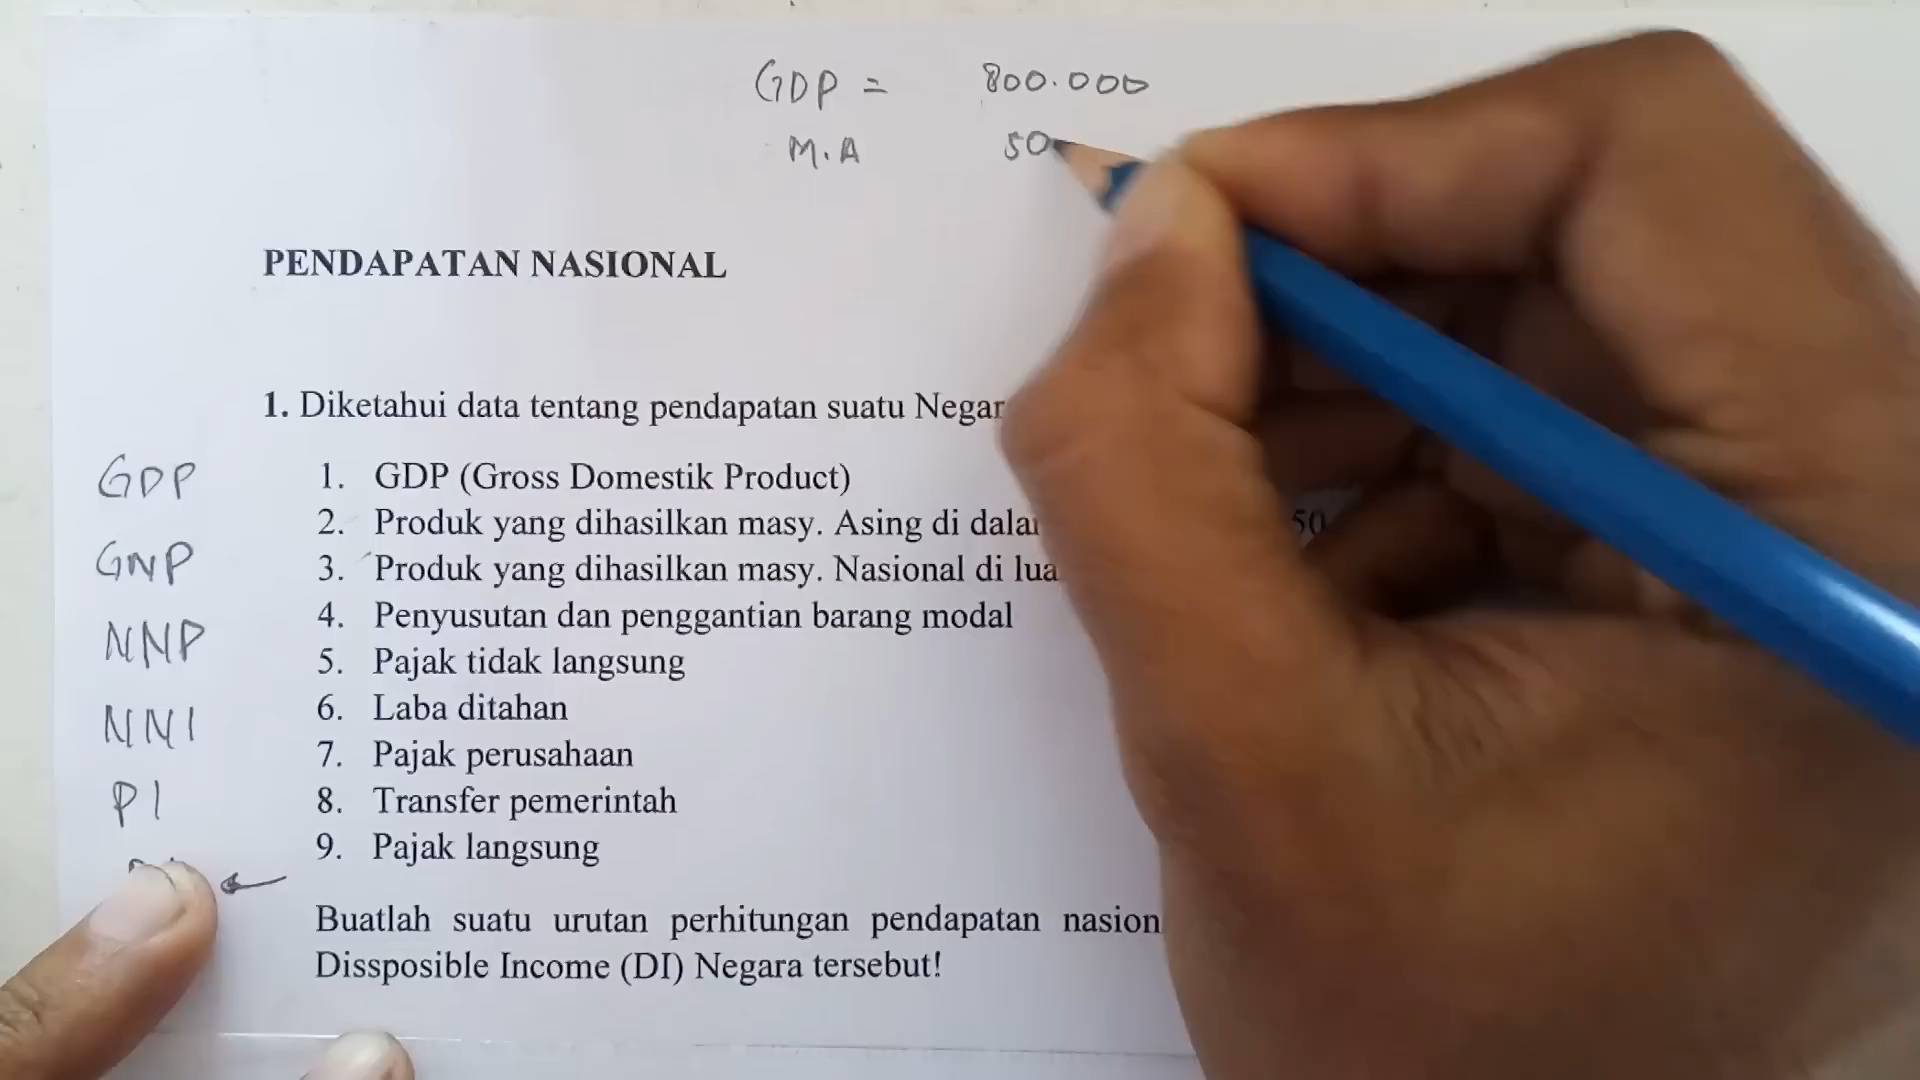 GDP = 800.000
M.A 50
PENDAPATAN NASIONAL
1. Diketahui data tentang pendapatan suatu Negar
GDP
1. GDP (Gross Domestik Product)
2. Produk yang dihasilkan masy. Asing di dalam 50
GNP
3. Produk yang dihasilkan masy. Nasional di lua
4. Penyusutan dan penggantian barang modal
NNP
5. Pajak tidak langsung
6. Laba ditahan
NNI
7. Pajak perusahaan
8. Transfer pemerintah
PI
9. Pajak langsung
Buatlah suatu urutan perhitungan pendapatan nasion
Dissposible Income (DI) Negara tersebut!